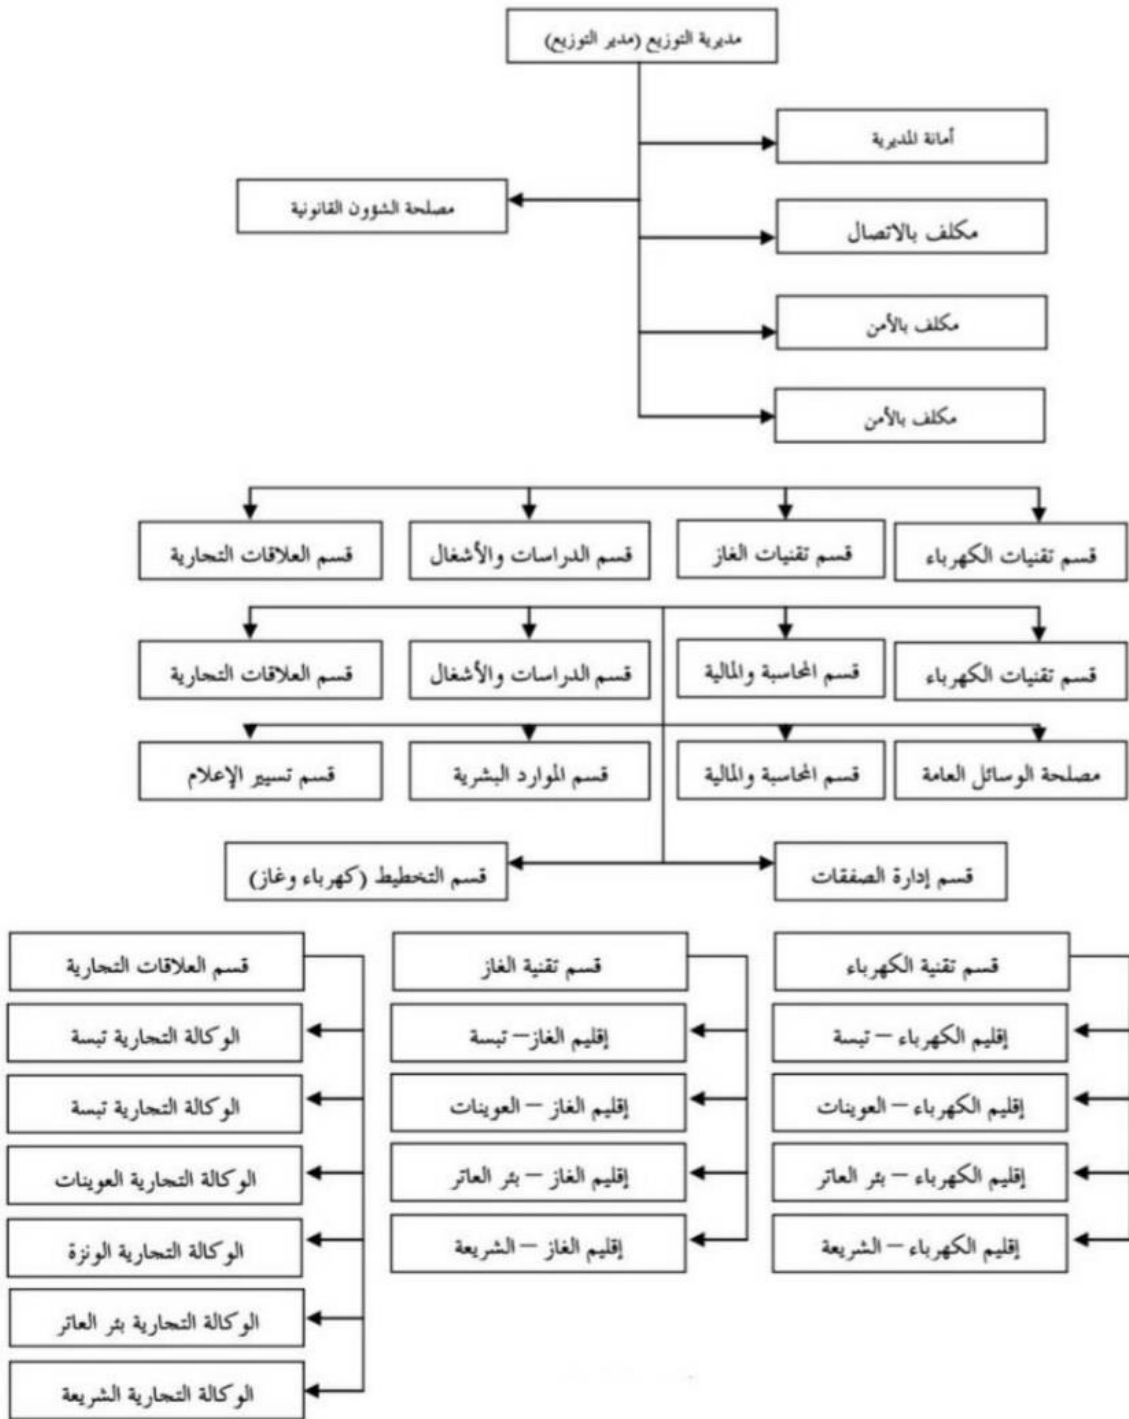 مديرية التوزيع (مدير التوزيع)
أمانة المديرية
مصلحة الشؤون القانونية
مكلف بالاتصال
مكلف بالأمن
مكلف بالأمن
قسم تقنيات الكهرباء
قسم تقنيات الغاز
قسم الدراسات والأشغال
قسم العلاقات التجارية
قسم تقنيات الكهرباء
قسم المحاسبة والمالية
قسم الدراسات والأشغال
قسم العلاقات التجارية
مصلحة الوسائل العامة
قسم المحاسبة والمالية
قسم الموارد البشرية
قسم تسيير الإعلام
قسم إدارة الصفقات
قسم التخطيط (كهرباء وغاز)
قسم تقنية الكهرباء
إقليم الكهرباء – تبسة
إقليم الكهرباء – العوينات
إقليم الكهرباء – بئر العاتر
إقليم الكهرباء – الشريعة
قسم تقنية الغاز
إقليم الغاز – تبسة
إقليم الغاز – العوينات
إقليم الغاز – بئر العاتر
إقليم الغاز – الشريعة
قسم العلاقات التجارية
الوكالة التجارية تبسة
الوكالة التجارية تبسة
الوكالة التجارية العوينات
الوكالة التجارية الونزة
الوكالة التجارية بئر العاتر
الوكالة التجارية الشريعة